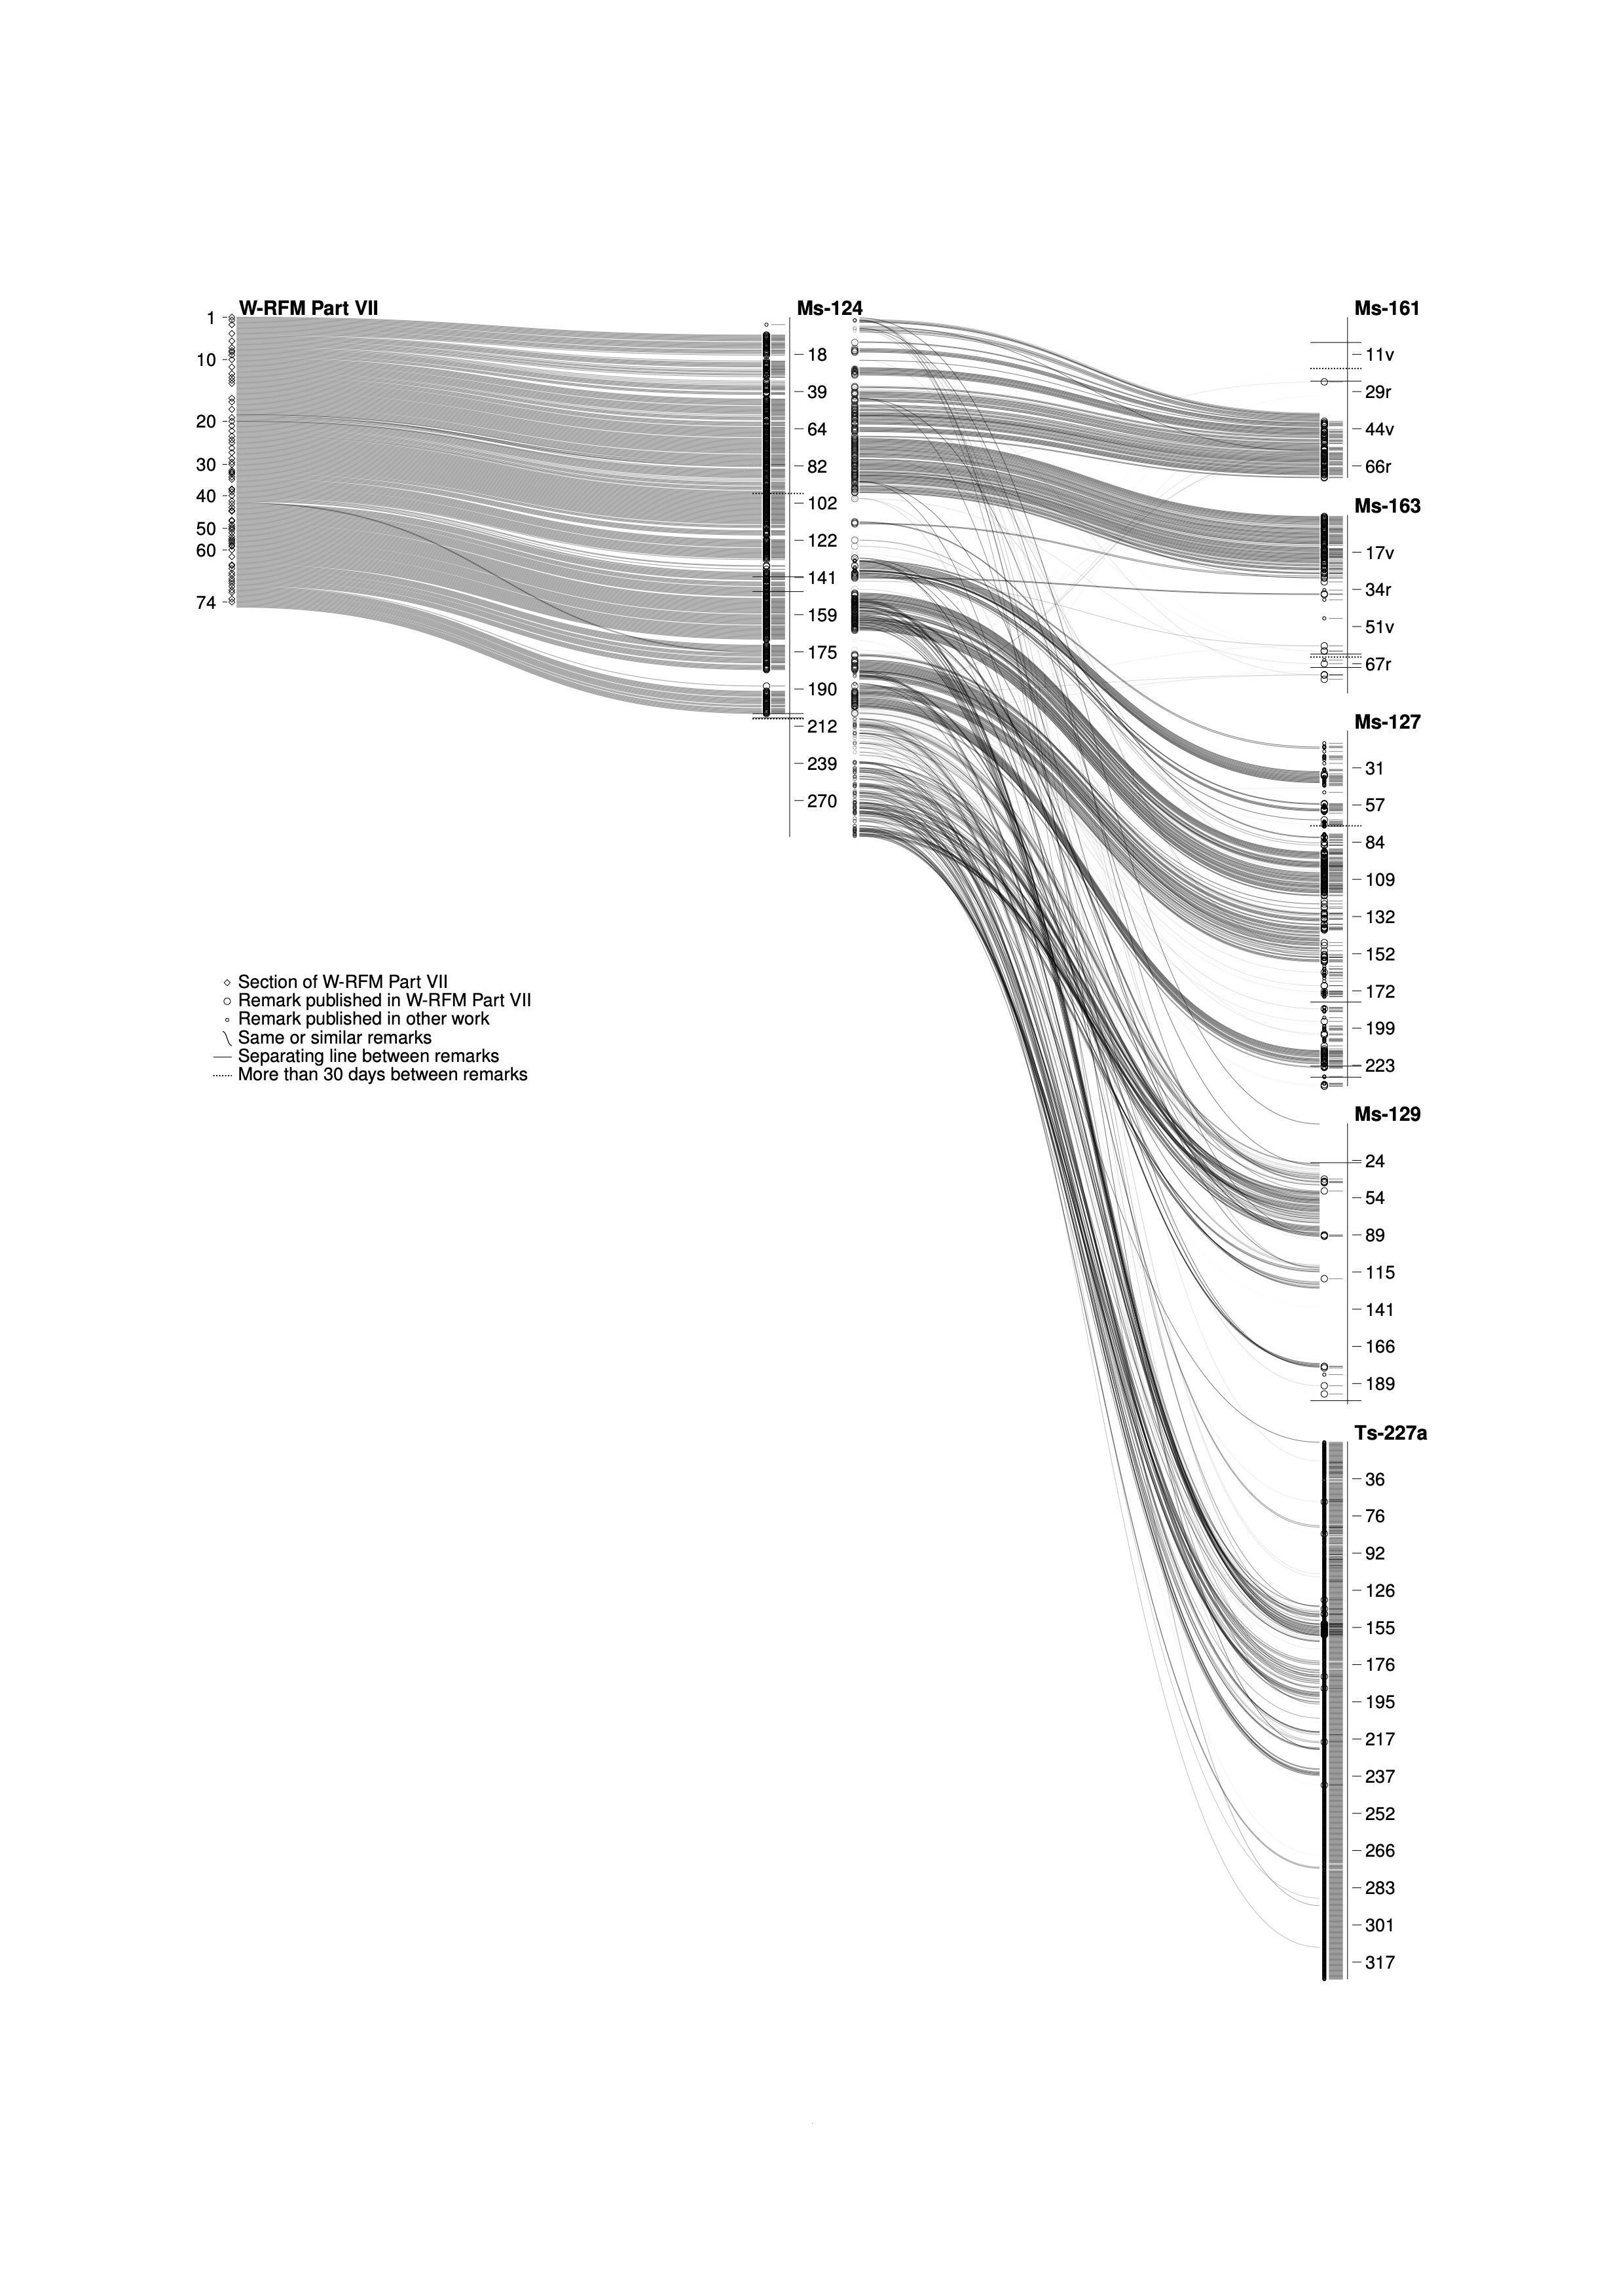 W-RFM Part VII
1
10
20
30
40
50
60
74
Ms-124
18
39
64
82
102
122
141
159
175
190
212
239
270
Ms-161
11v
29r
44v
66r
Ms-163
17v
34r
51v
67r
Ms-127
31
57
84
109
132
152
172
199
223
Ms-129
24
54
89
115
141
166
189
Ts-227a
36
76
92
126
155
176
195
217
237
252
266
283
301
317
Section of W-RFM Part VII
Remark published in W-RFM Part VII
Remark published in other work
Same or similar remarks
Separating line between remarks
More than 30 days between remarks